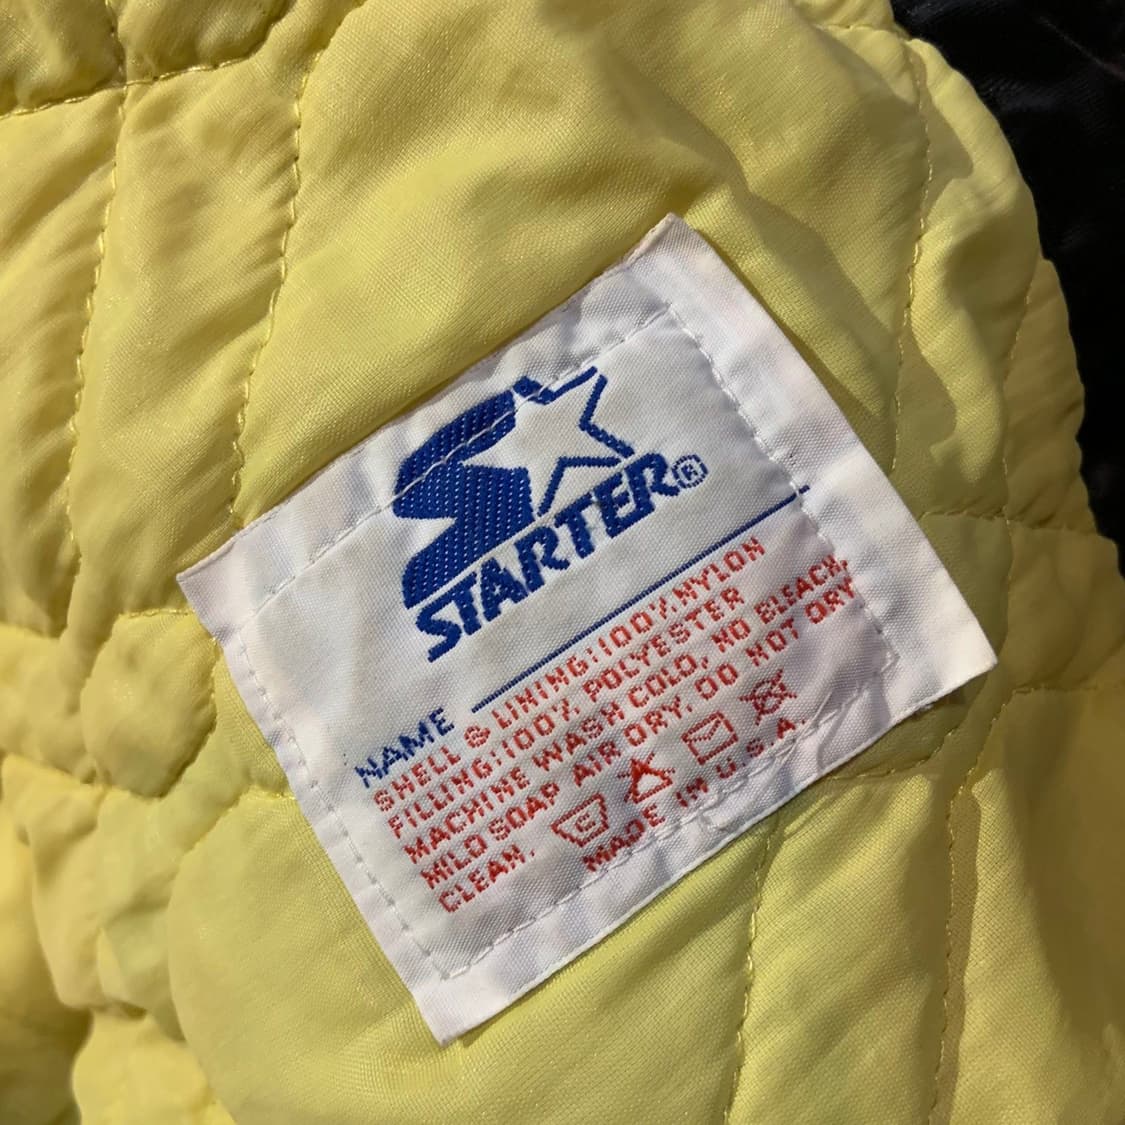 STARTER®
NAME
SHELL & LINING:100% NYLON
FILLING:100% POLYESTER
MACHINE WASH COLD, NO BLEACH,
MILD SOAP AIR DRY. DO NOT DRY
CLEAN.
MADE IN U.S.A.